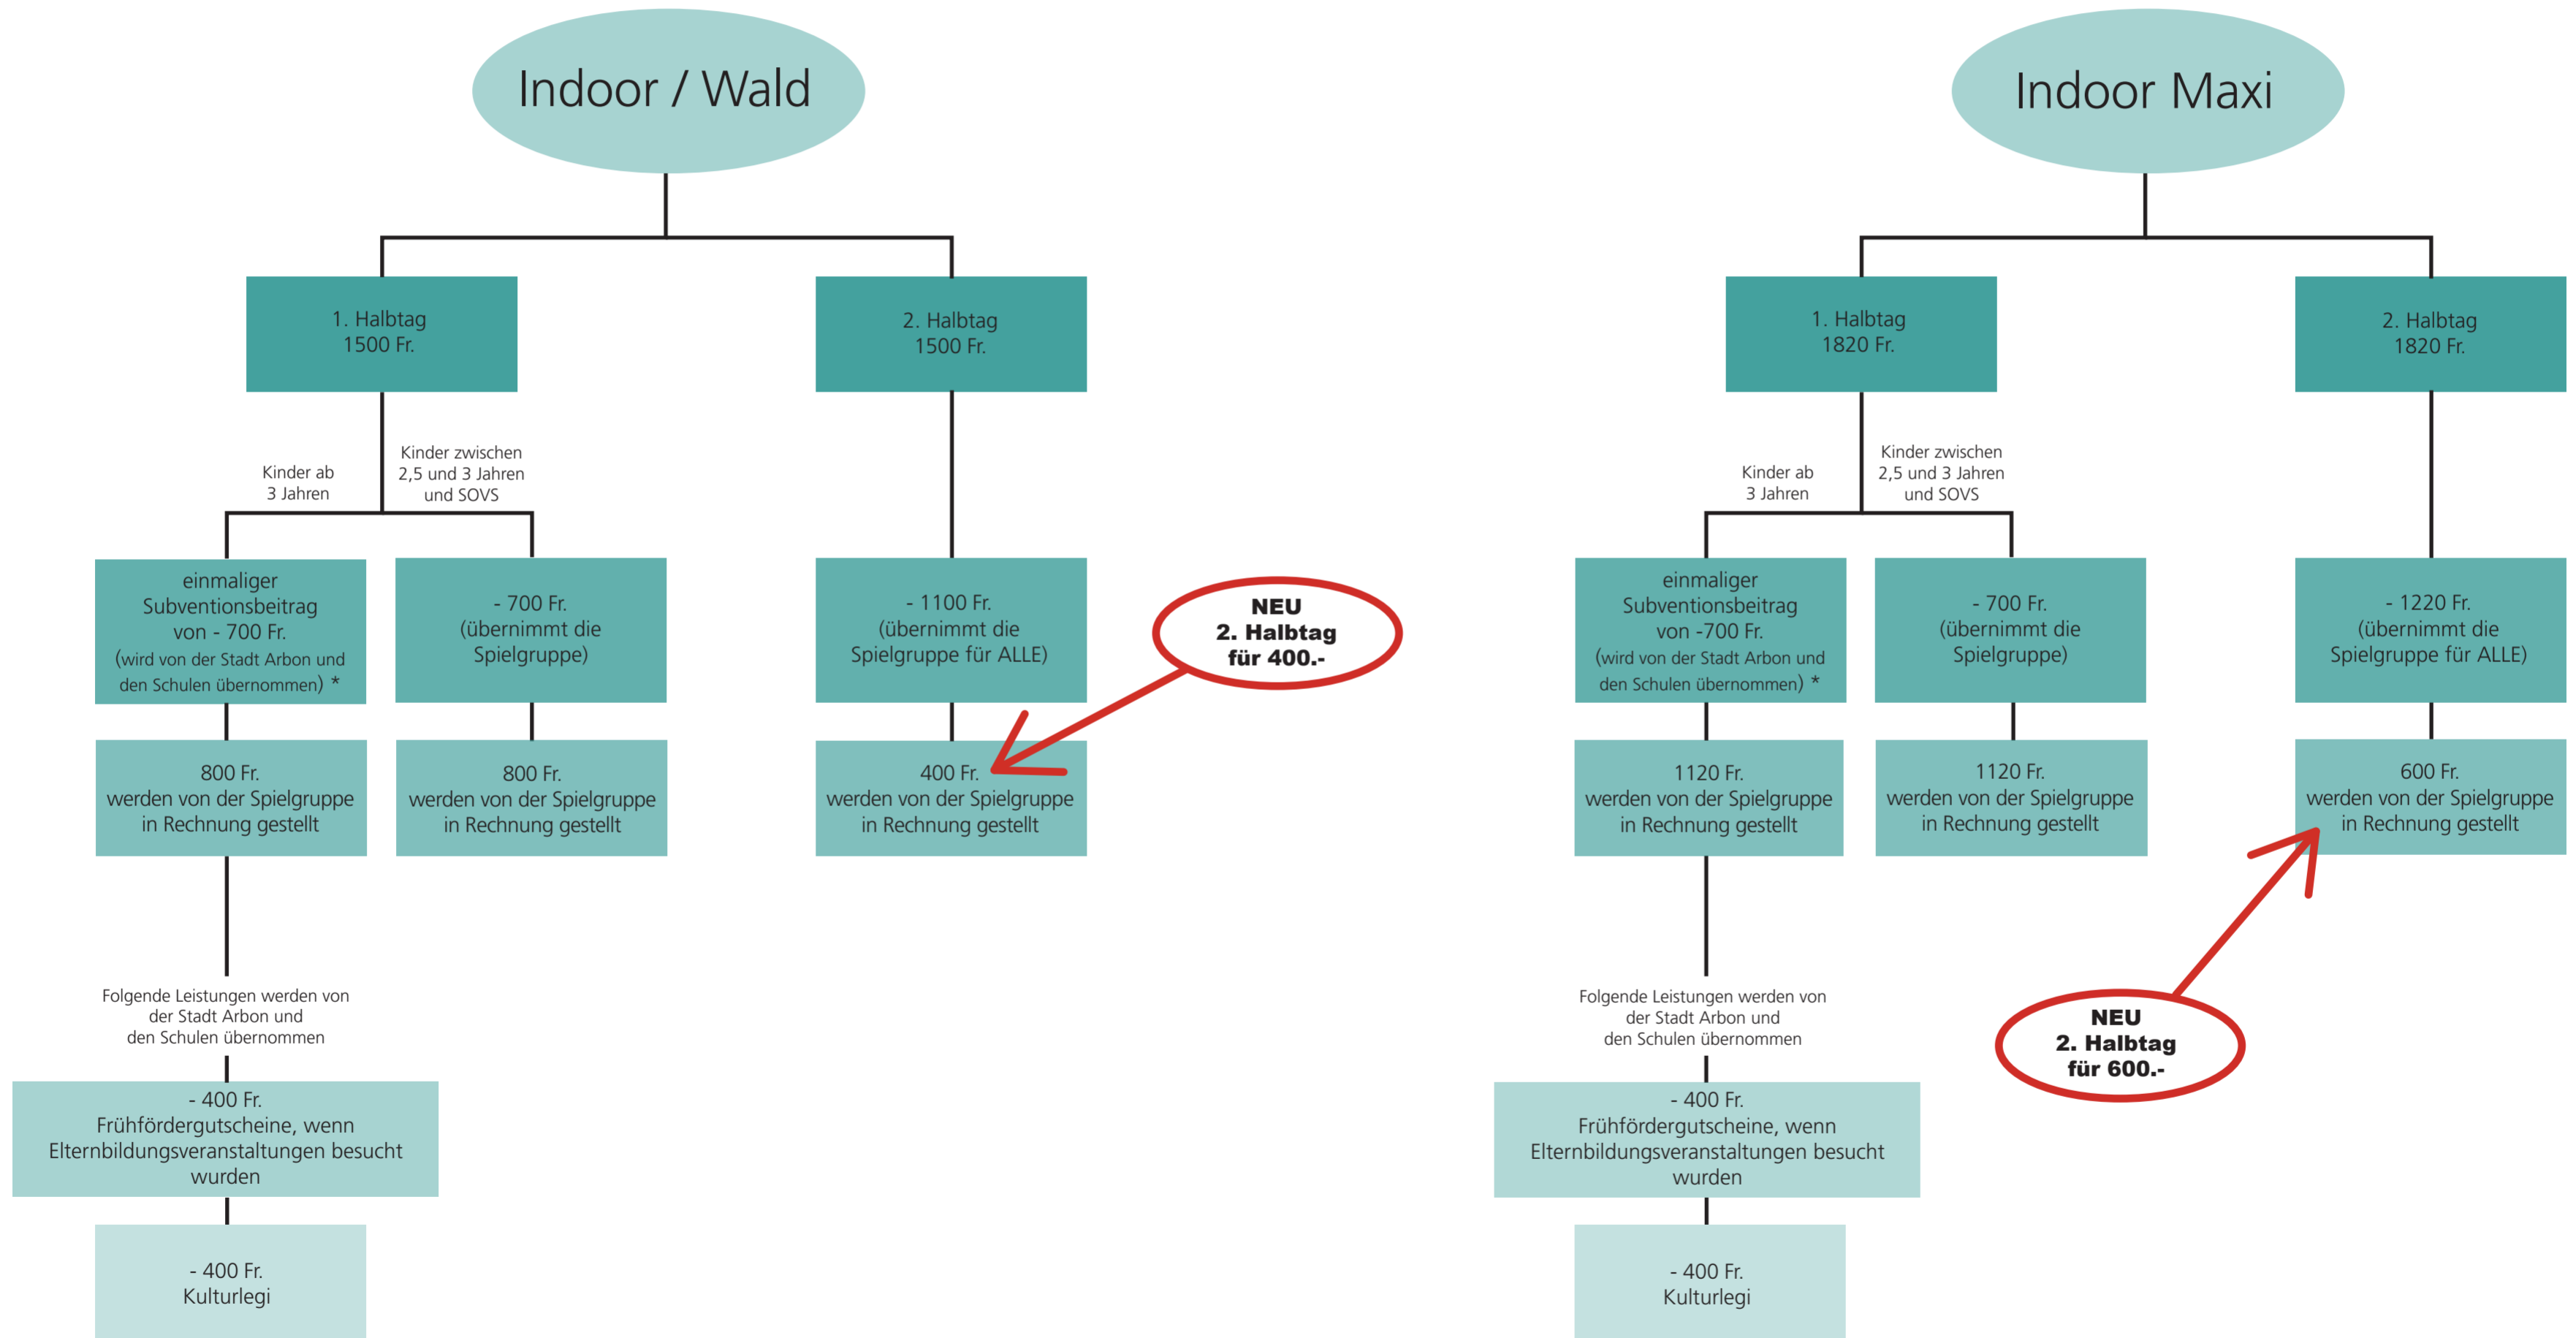 Indoor / Wald
1. Halbtag
1500 Fr.
2. Halbtag
1500 Fr.
Kinder ab
3 Jahren
Kinder zwischen
2,5 und 3 Jahren
und SOVS
einmaliger
Subventionsbeitrag
von - 700 Fr.
(wird von der Stadt Arbon und
den Schulen übernommen) *
- 700 Fr.
(übernimmt die
Spielgruppe)
- 1100 Fr.
(übernimmt die
Spielgruppe für ALLE)
NEU
2. Halbtag
für 400.-
800 Fr.
werden von der Spielgruppe
in Rechnung gestellt
800 Fr.
werden von der Spielgruppe
in Rechnung gestellt
400 Fr.
werden von der Spielgruppe
in Rechnung gestellt
Folgende Leistungen werden von
der Stadt Arbon und
den Schulen übernommen
- 400 Fr.
Frühfördergutscheine, wenn
Elternbildungsveranstaltungen besucht
wurden
- 400 Fr.
Kulturlegi
Indoor Maxi
1. Halbtag
1820 Fr.
2. Halbtag
1820 Fr.
Kinder ab
3 Jahren
Kinder zwischen
2,5 und 3 Jahren
und SOVS
einmaliger
Subventionsbeitrag
von -700 Fr.
(wird von der Stadt Arbon und
den Schulen übernommen) *
- 700 Fr.
(übernimmt die
Spielgruppe)
- 1220 Fr.
(übernimmt die
Spielgruppe für ALLE)
1120 Fr.
werden von der Spielgruppe
in Rechnung gestellt
1120 Fr.
werden von der Spielgruppe
in Rechnung gestellt
600 Fr.
werden von der Spielgruppe
in Rechnung gestellt
Folgende Leistungen werden von
der Stadt Arbon und
den Schulen übernommen
NEU
2. Halbtag
für 600.-
- 400 Fr.
Frühfördergutscheine, wenn
Elternbildungsveranstaltungen besucht
wurden
- 400 Fr.
Kulturlegi